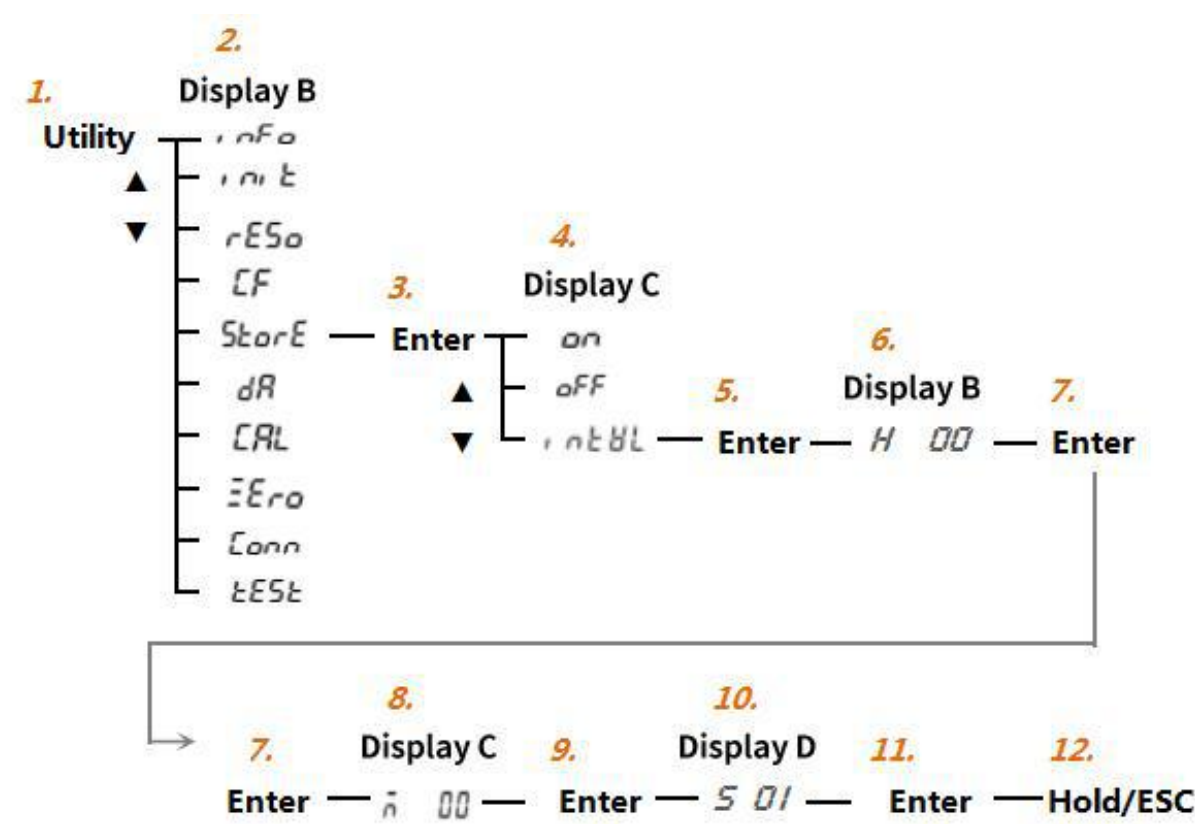 2.
Display B
1.
Utility
inFo
▲
init
▼
rESo
CF
StorE
3.
Enter
4.
Display C
on
▲
oFF
▼
intVL
5.
Enter
6.
Display B
H 00
7.
Enter
dA
CAL
ZEro
Conn
tESt
7.
Enter
8.
Display C
n̄ 00
9.
Enter
10.
Display D
S 01
11.
Enter
12.
Hold/ESC